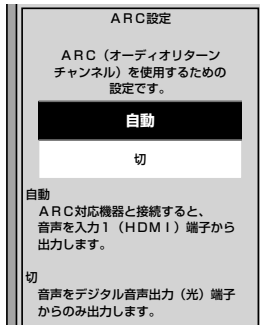 ARC設定
ARC(オーディオリターン
チャンネル)を使用するための
設定です。
自動
切
自動
ARC対応機器と接続すると、
音声を入力1(HDMI)端子から
出力します。
切
音声をデジタル音声出力(光)端子
からのみ出力します。